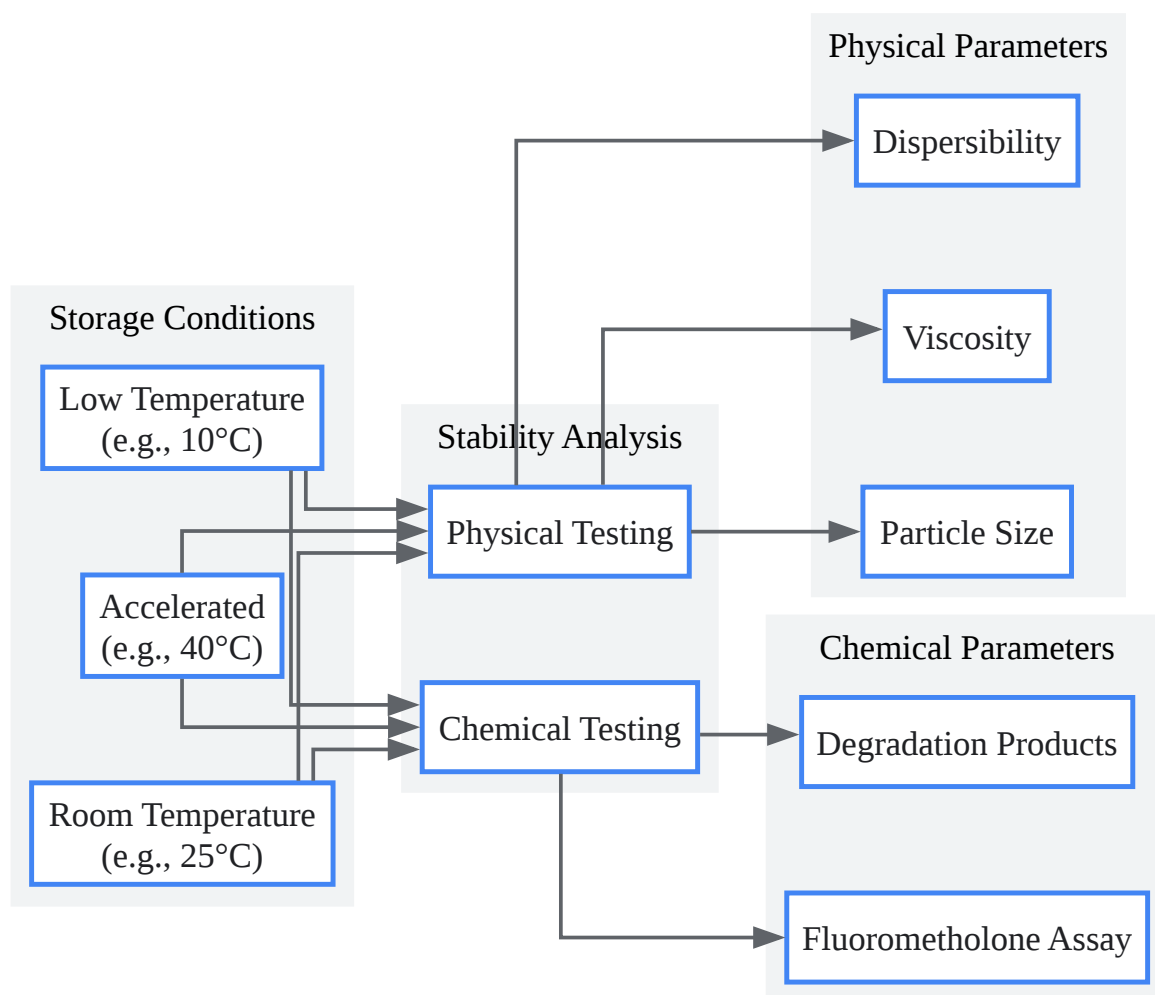 Physical Parameters
Dispersibility
Viscosity
Particle Size
Storage Conditions
Low Temperature
(e.g., 10°C)
Accelerated
(e.g., 40°C)
Room Temperature
(e.g., 25°C)
Stability Analysis
Physical Testing
Chemical Testing
Chemical Parameters
Degradation Products
Fluorometholone Assay